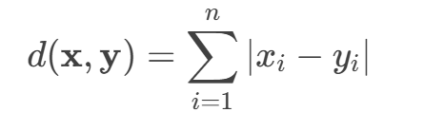 d(𝐱, 𝐲) = ∑_{i=1}^{n} |x_i − y_i|